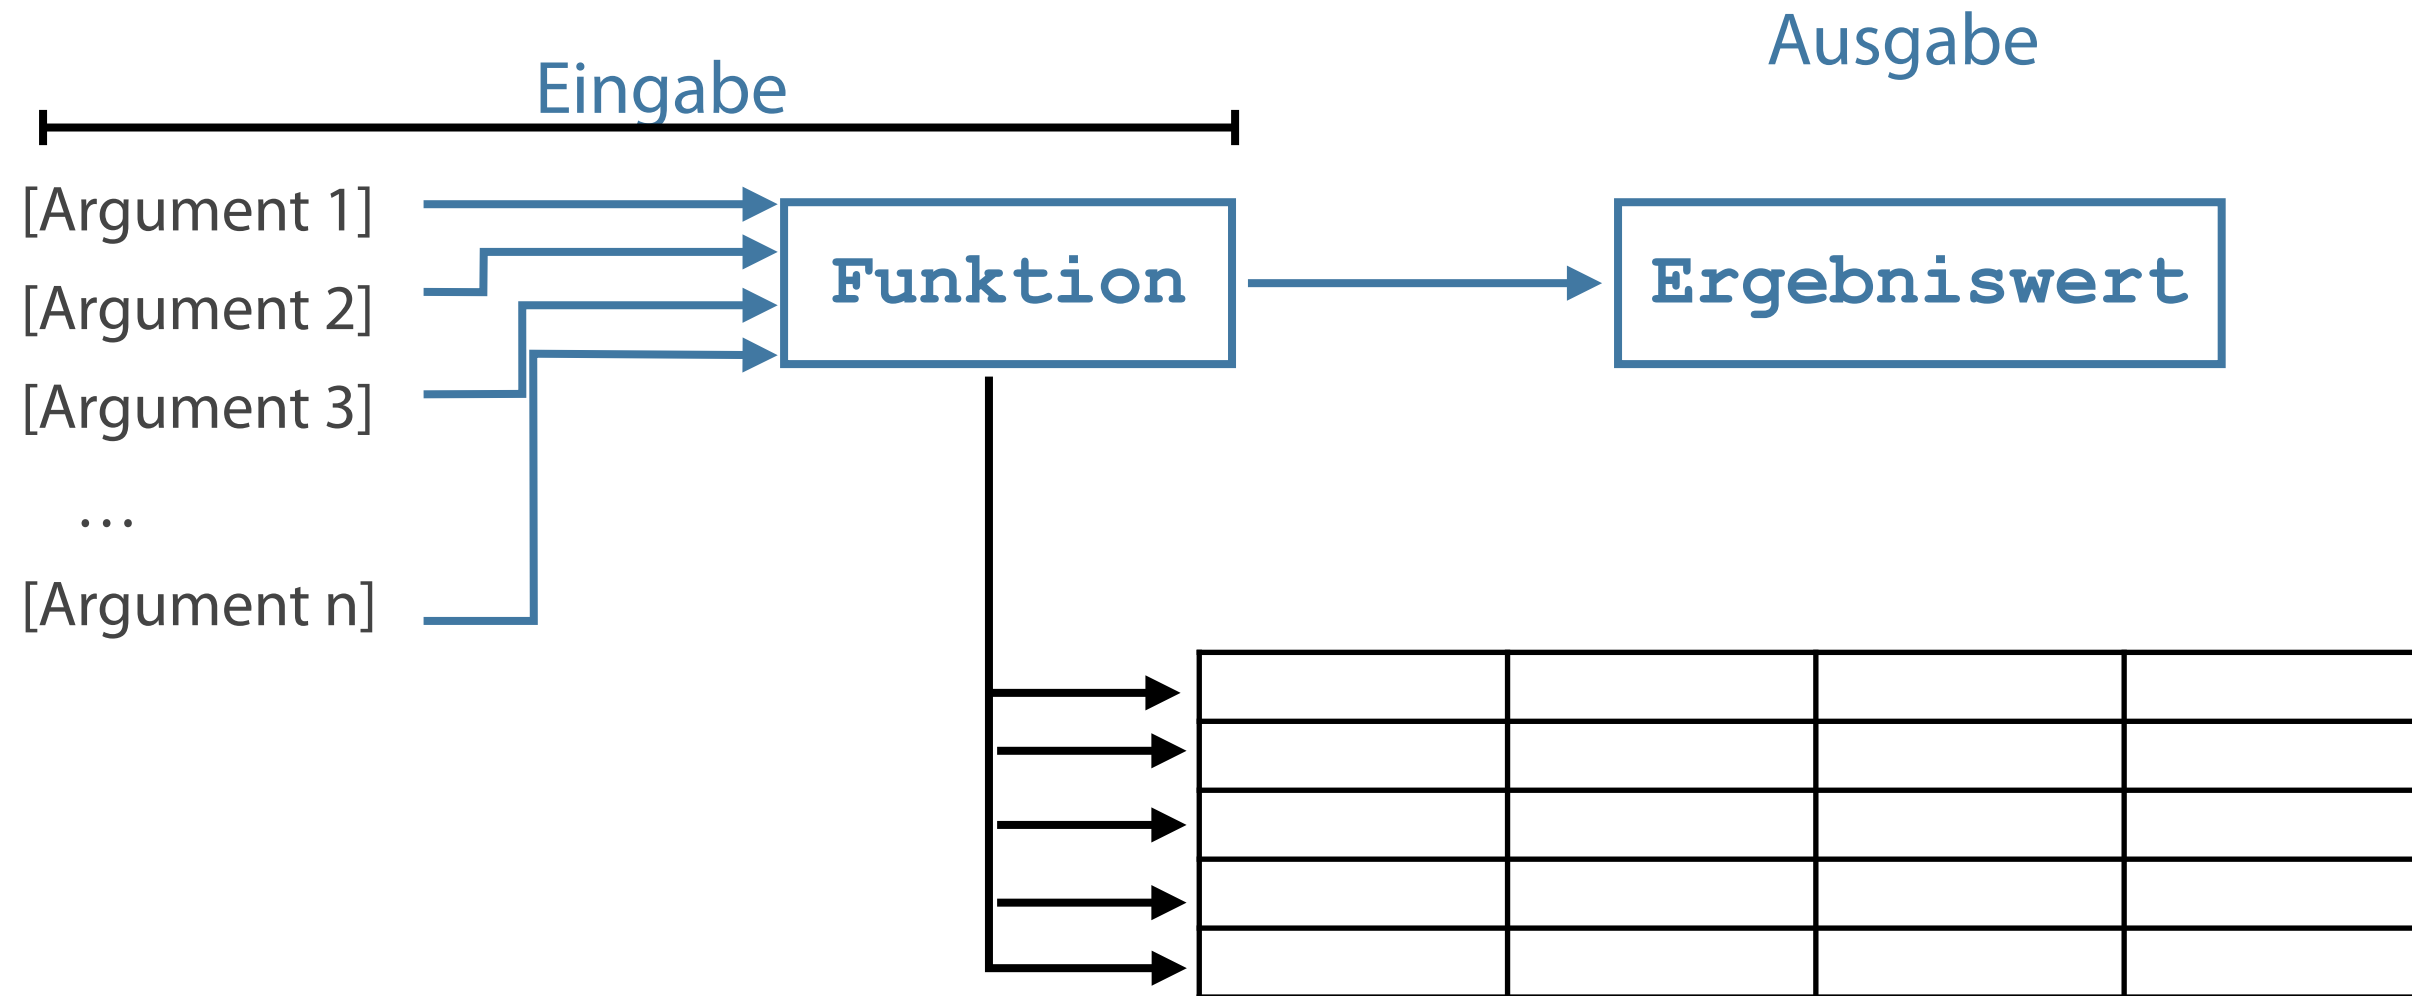 Ausgabe
Eingabe
[Argument 1]
[Argument 2]
[Argument 3]
…
[Argument n]
Funktion
Ergebniswert